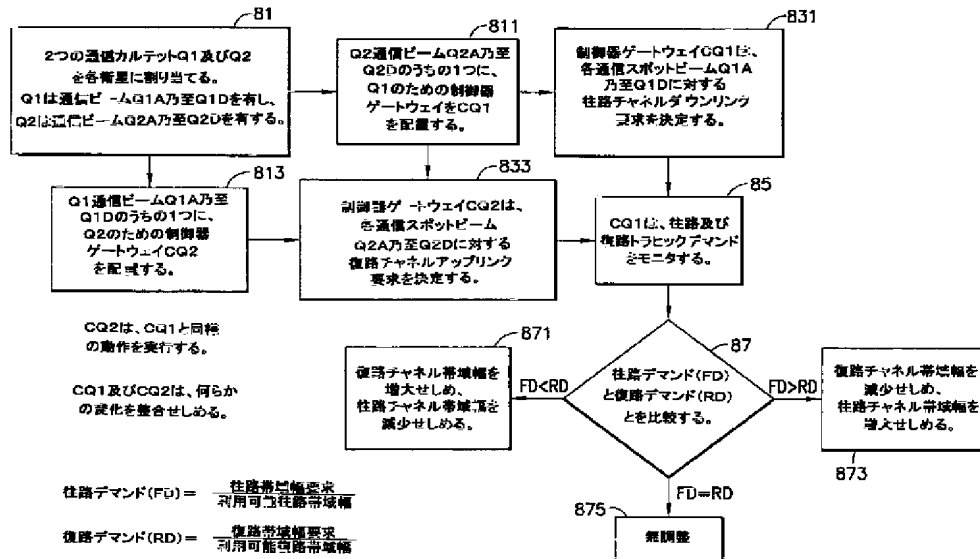 81
2つの通信カルテットQ1及びQ2
を各衛星に割り当てる。
Q1は通信ビームQ1A乃至Q1Dを有し、
Q2は通信ビームQ2A乃至Q2Dを有する。
811
Q2通信ビームQ2A乃至
Q2Dのうちの1つに、
Q1のための制御器
ゲートウェイをCQ1
を配置する。
831
制御器ゲートウェイCQ1は、
各通信スポットビームQ1A
乃至Q1Dに対する
往路チャネルダウンリンク
要求を決定する。
813
Q1通信ビームQ1A乃至
Q1Dのうちの1つに、
Q2のための制御器
ゲートウェイCQ2
を配置する。
833
制御器ゲートウェイCQ2は、
各通信スポットビーム
Q2A乃至Q2Dに対する
復路チャネルアップリンク
要求を決定する。
85
CQ1は、往路及び
復路トラヒックデマンド
をモニタする。
CQ2は、CQ1と同様
の動作を実行する。
CQ1及びCQ2は、何らか
の変化を整合せしめる。
871
復路チャネル帯域幅を
増大せしめ、
往路チャネル帯域幅を
減少せしめる。
FD<RD
87
往路デマンド(FD)
と復路デマンド(RD)
とを比較する。
FD>RD
復路チャネル帯域幅を
減少せしめ、
往路チャネル帯域幅を
増大せしめる。
873
FD=RD
875
無調整
往路デマンド(FD)= 往路帯域幅要求
利用可能往路帯域幅
復路デマンド(RD)= 復路帯域幅要求
利用可能復路帯域幅